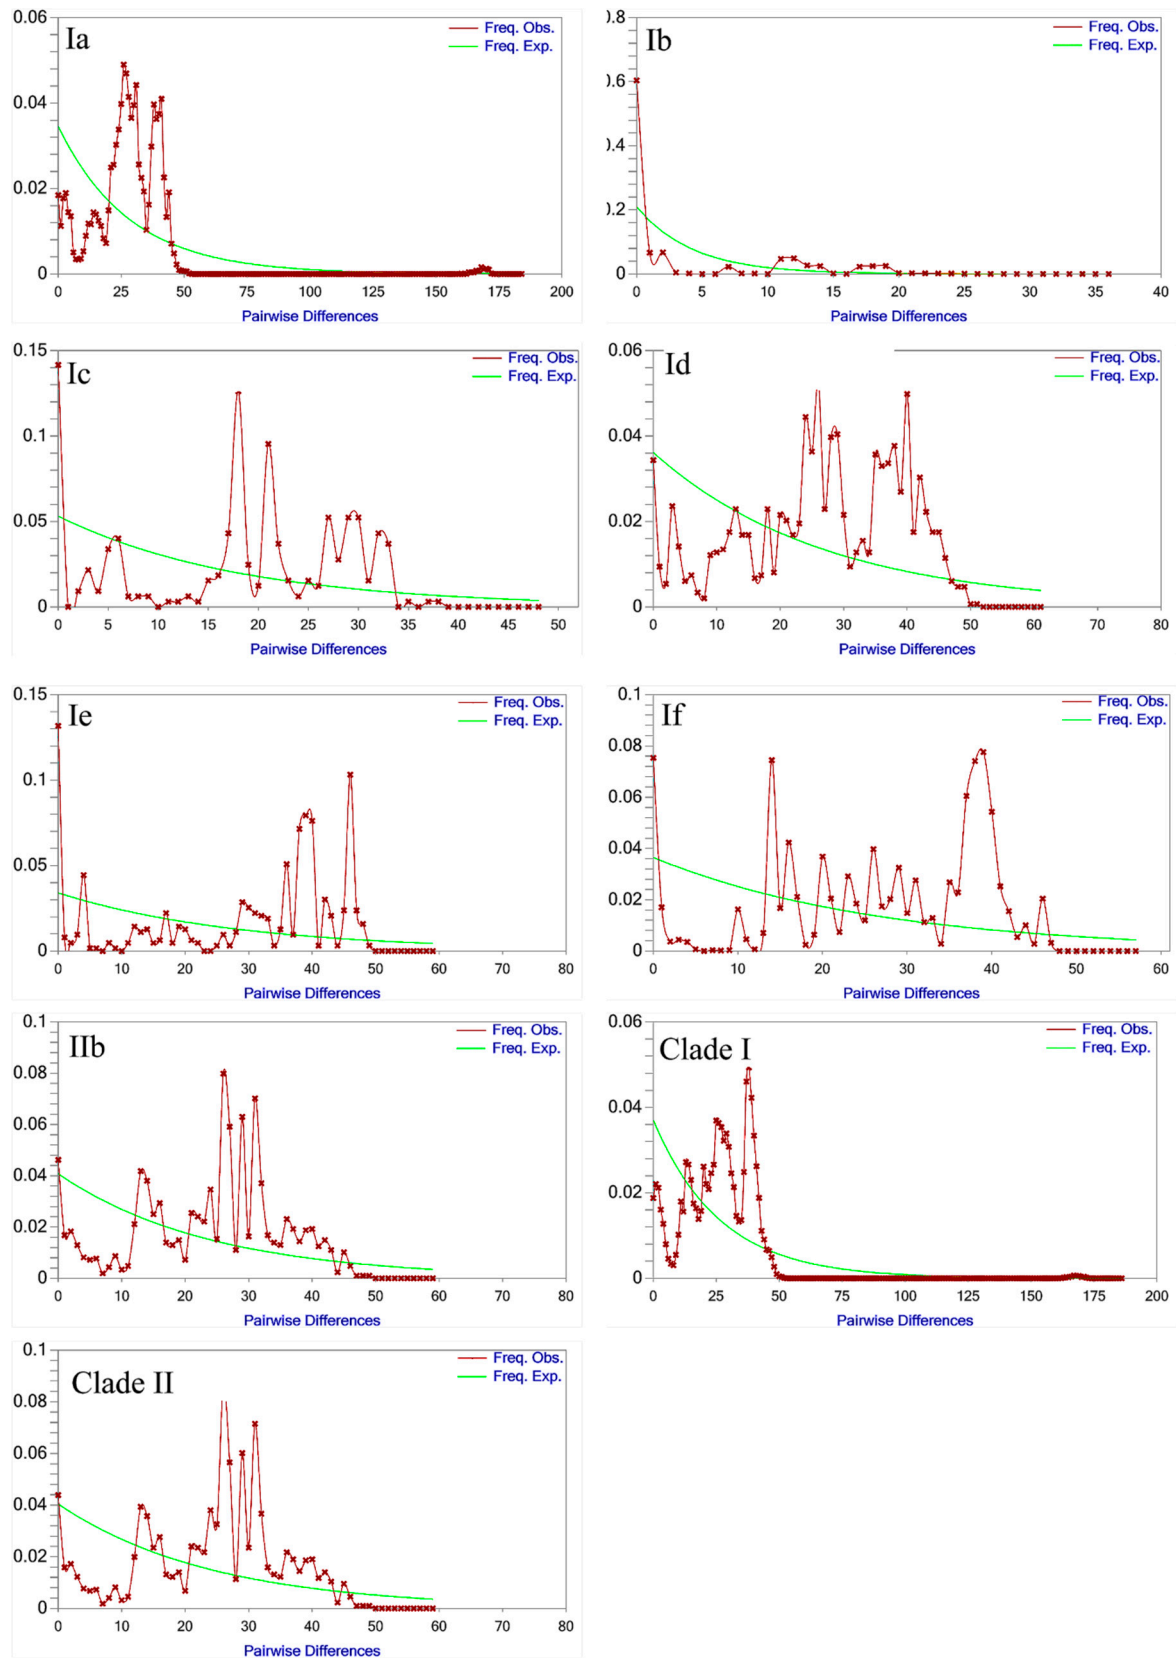 Ia
Freq. Obs.
Freq. Exp.
0.06
0.04
0.02
0
0 25 50 75 100 125 150 175 200
Pairwise Differences
Ib
Freq. Obs.
Freq. Exp.
).8
).6
).4
).2
0
0 5 10 15 20 25 30 35 40
Pairwise Differences
Ic
Freq. Obs.
Freq. Exp.
0.15
0.1
0.05
0
0 5 10 15 20 25 30 35 40 45 50
Pairwise Differences
Id
Freq. Obs.
Freq. Exp.
0.06
0.04
0.02
0
0 10 20 30 40 50 60 70 80
Pairwise Differences
Ie
Freq. Obs.
Freq. Exp.
0.15
0.1
0.05
0
0 10 20 30 40 50 60 70 80
Pairwise Differences
If
Freq. Obs.
Freq. Exp.
0.1
0.08
0.06
0.04
0.02
0
0 10 20 30 40 50 60
Pairwise Differences
IIb
Freq. Obs.
Freq. Exp.
0.1
0.08
0.06
0.04
0.02
0
0 10 20 30 40 50 60 70 80
Pairwise Differences
Clade I
Freq. Obs.
Freq. Exp.
0.06
0.04
0.02
0
0 25 50 75 100 125 150 175 200
Pairwise Differences
Clade II
Freq. Obs.
Freq. Exp.
0.1
0.08
0.06
0.04
0.02
0
0 10 20 30 40 50 60 70 80
Pairwise Differences